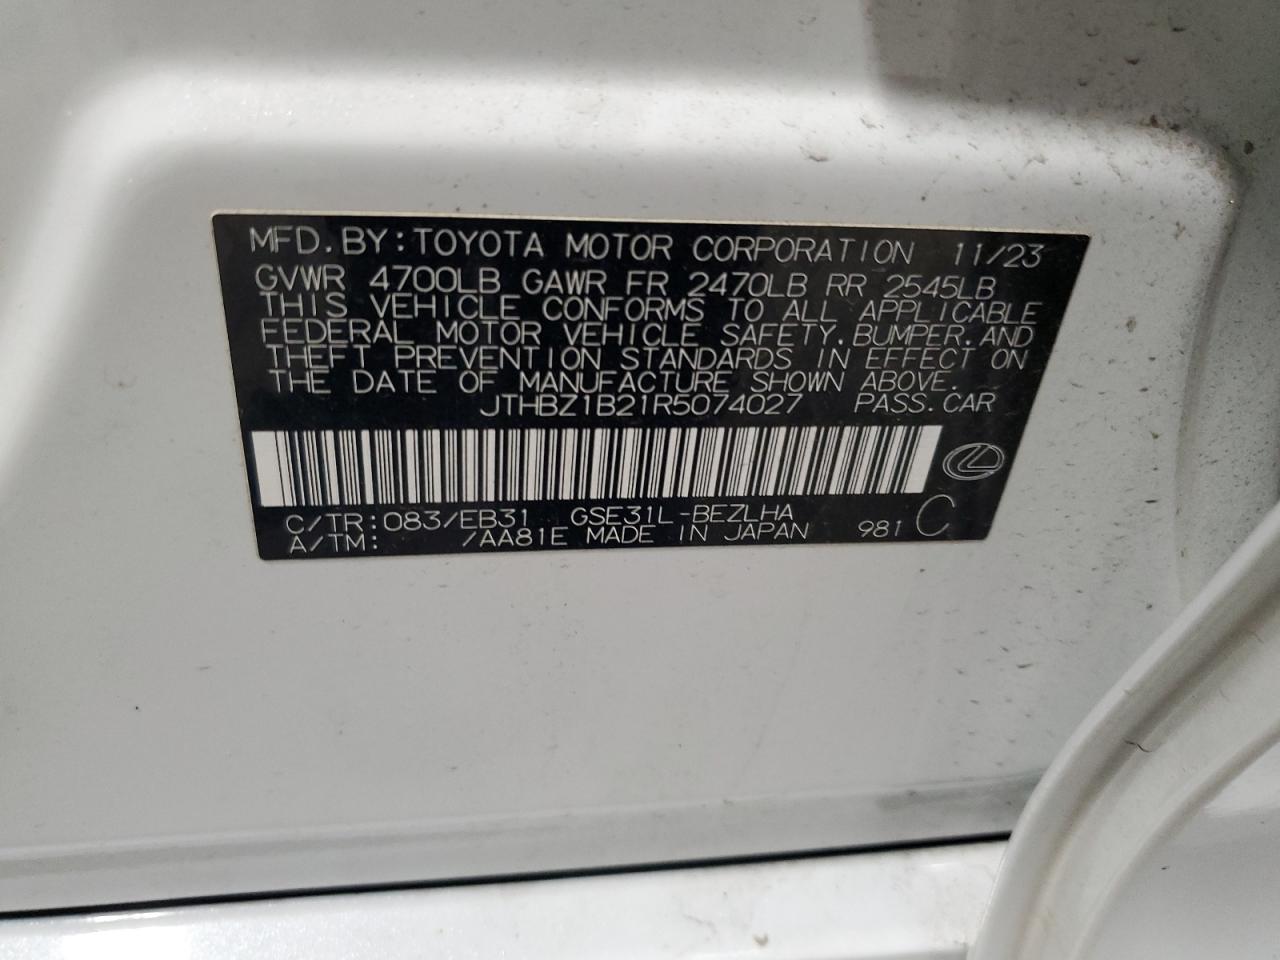 MFD. BY: TOYOTA MOTOR CORPORATION 11/23
GVWR 4700LB GAWR FR 2470LB RR 2545LB
THIS VEHICLE CONFORMS TO ALL APPLICABLE
FEDERAL MOTOR VEHICLE SAFETY, BUMPER, AND
THEFT PREVENTION STANDARDS IN EFFECT ON
THE DATE OF MANUFACTURE SHOWN ABOVE.
JTHBZ1B21R5074027 PASS. CAR
C/TR: 083/EB31 GSE31L-BEZLHA
A/TM: /AA81E MADE IN JAPAN 981 C